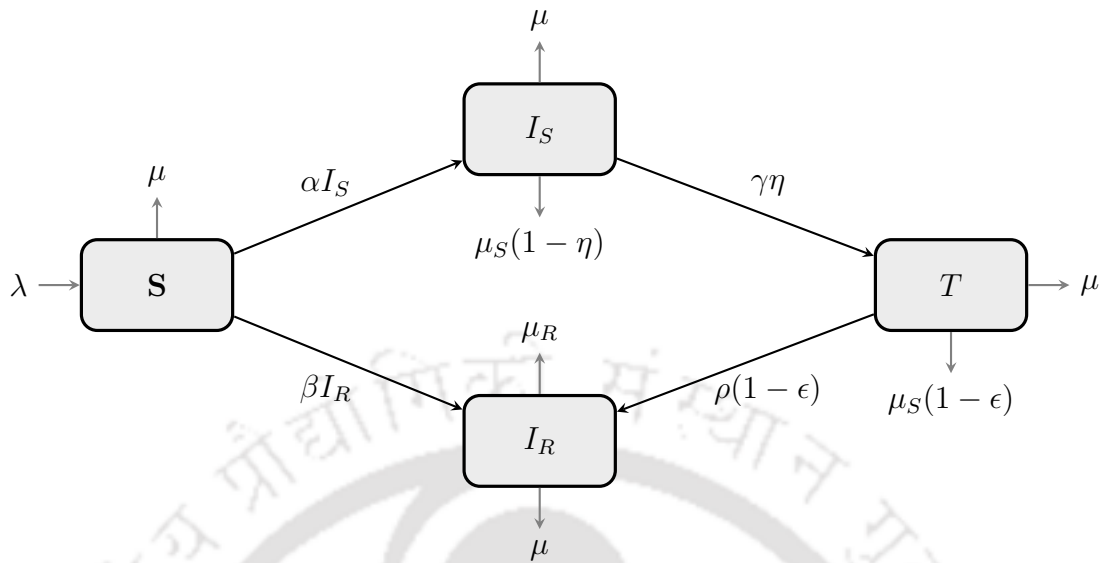 μ
I_S
αI_S
γη
μ
μ_S(1 − η)
λ
S
T
μ
μ_R
βI_R
ρ(1 − ϵ)
μ_S(1 − ϵ)
I_R
μ